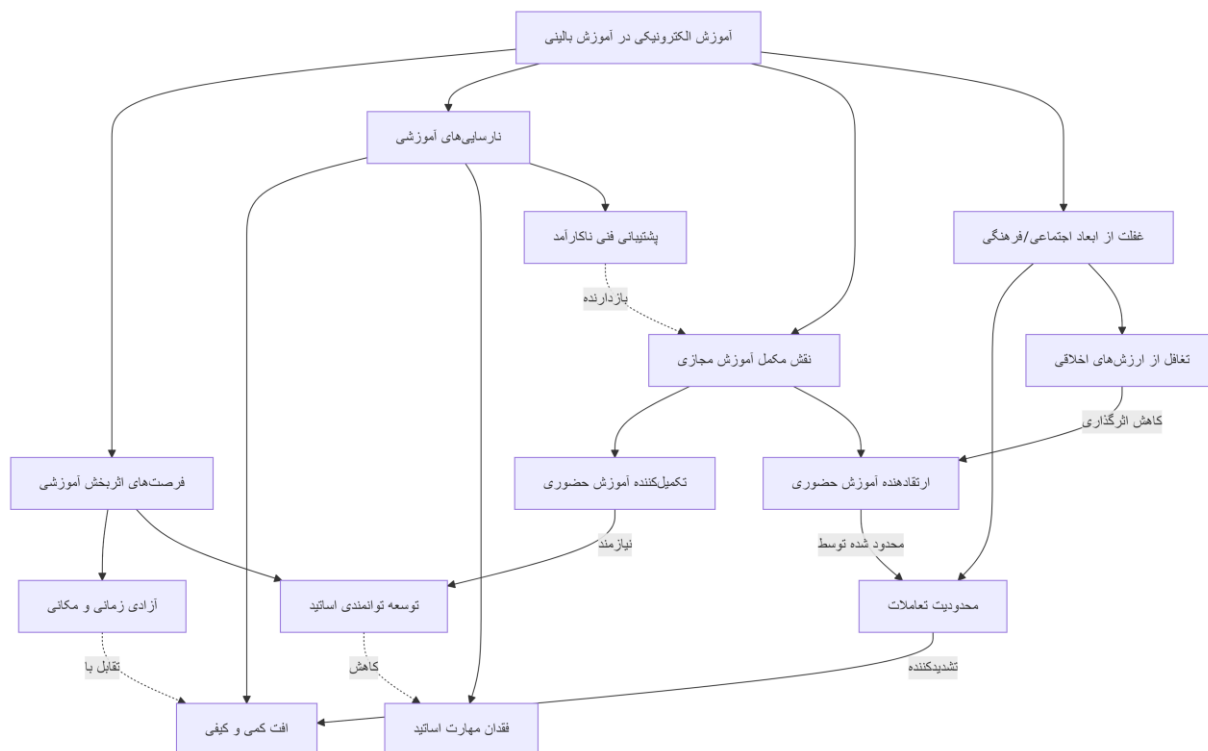 آموزش الکترونیکی در آموزش بالینی
نارسایی‌های آموزشی
پشتیبانی فنی ناکارآمد
غفلت از ابعاد اجتماعی/فرهنگی
بازدارنده
نقش مکمل آموزش مجازی
تغافل از ارزش‌های اخلاقی
کاهش اثرگذاری
فرصت‌های اثربخش آموزشی
تکمیل‌کننده آموزش حضوری
ارتقادهنده آموزش حضوری
نیازمند
محدود شده توسط
آزادی زمانی و مکانی
توسعه توانمندی اساتید
محدودیت تعاملات
تقابل با
کاهش
تشدیدکننده
افت کمی و کیفی
فقدان مهارت اساتید